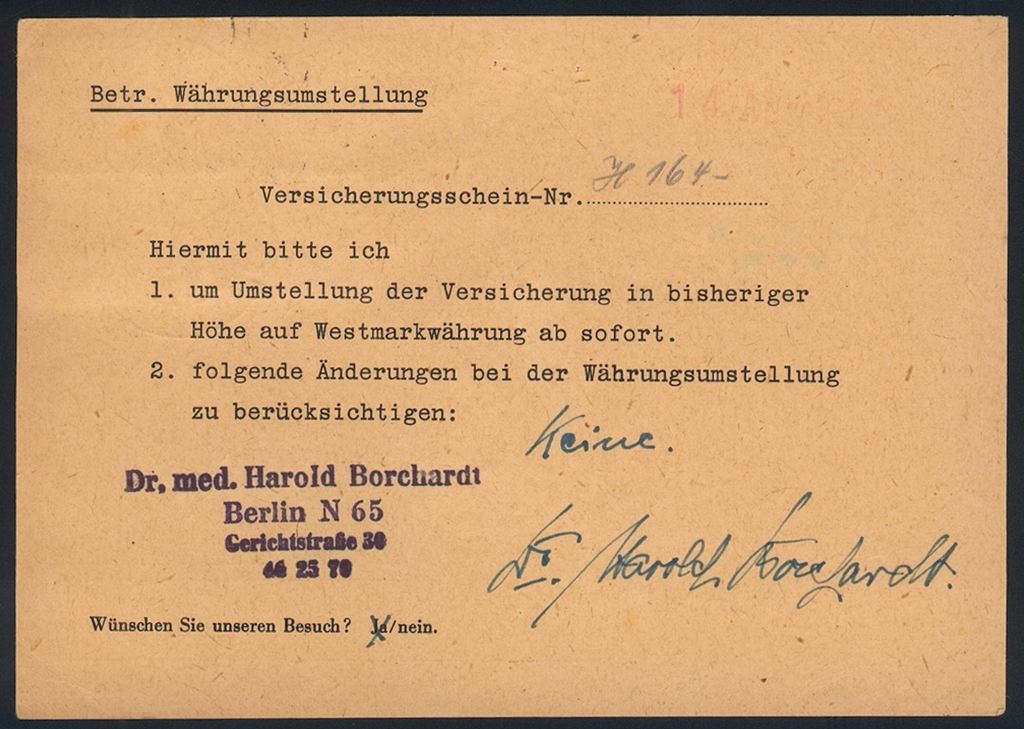 Betr. Währungsumstellung
14. 
Versicherungsschein-Nr. H 164-
Hiermit bitte ich
1. um Umstellung der Versicherung in bisheriger
Höhe auf Westmarkwährung ab sofort.
2. folgende Änderungen bei der Währungsumstellung
zu berücksichtigen:
Keine.
Dr. med. Harold Borchardt
Berlin N 65
Gerichtstraße 30
46 25 70
Dr. Harold Borchardt.
Wünschen Sie unseren Besuch? Ja/nein.